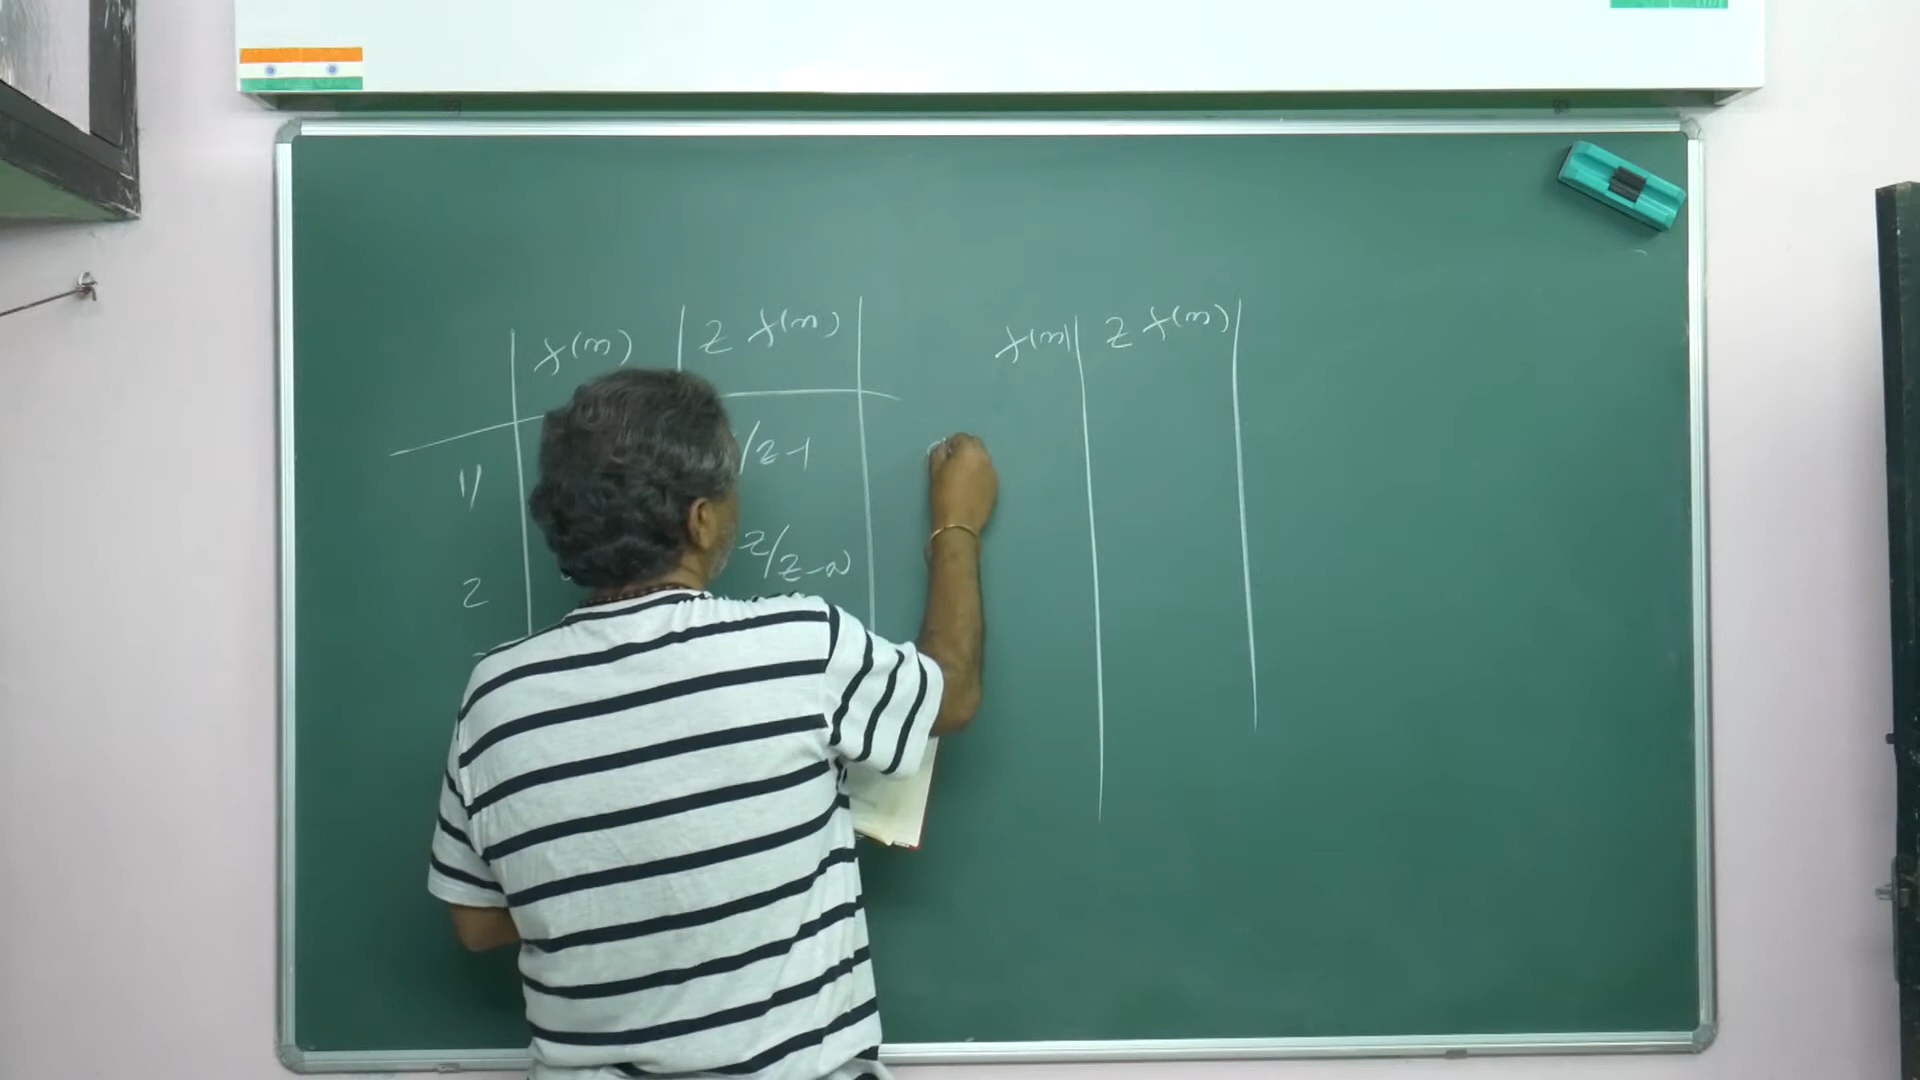 f(n) z f(n)
1) /z-1
2 z/z-a
f(n) z f(n)